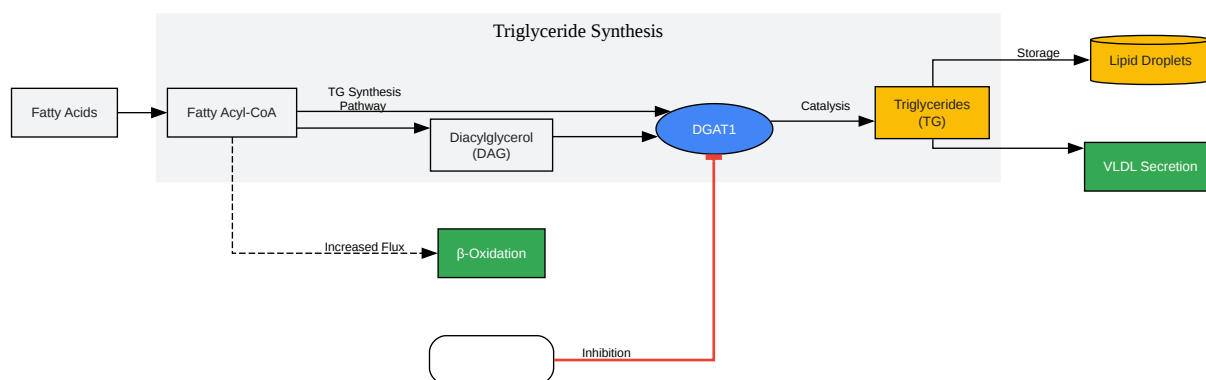 Triglyceride Synthesis
Fatty Acids
Fatty Acyl-CoA
TG Synthesis
Pathway
Diacylglycerol
(DAG)
DGAT1
Catalysis
Triglycerides
(TG)
Storage
Lipid Droplets
VLDL Secretion
Increased Flux
β-Oxidation
Inhibition